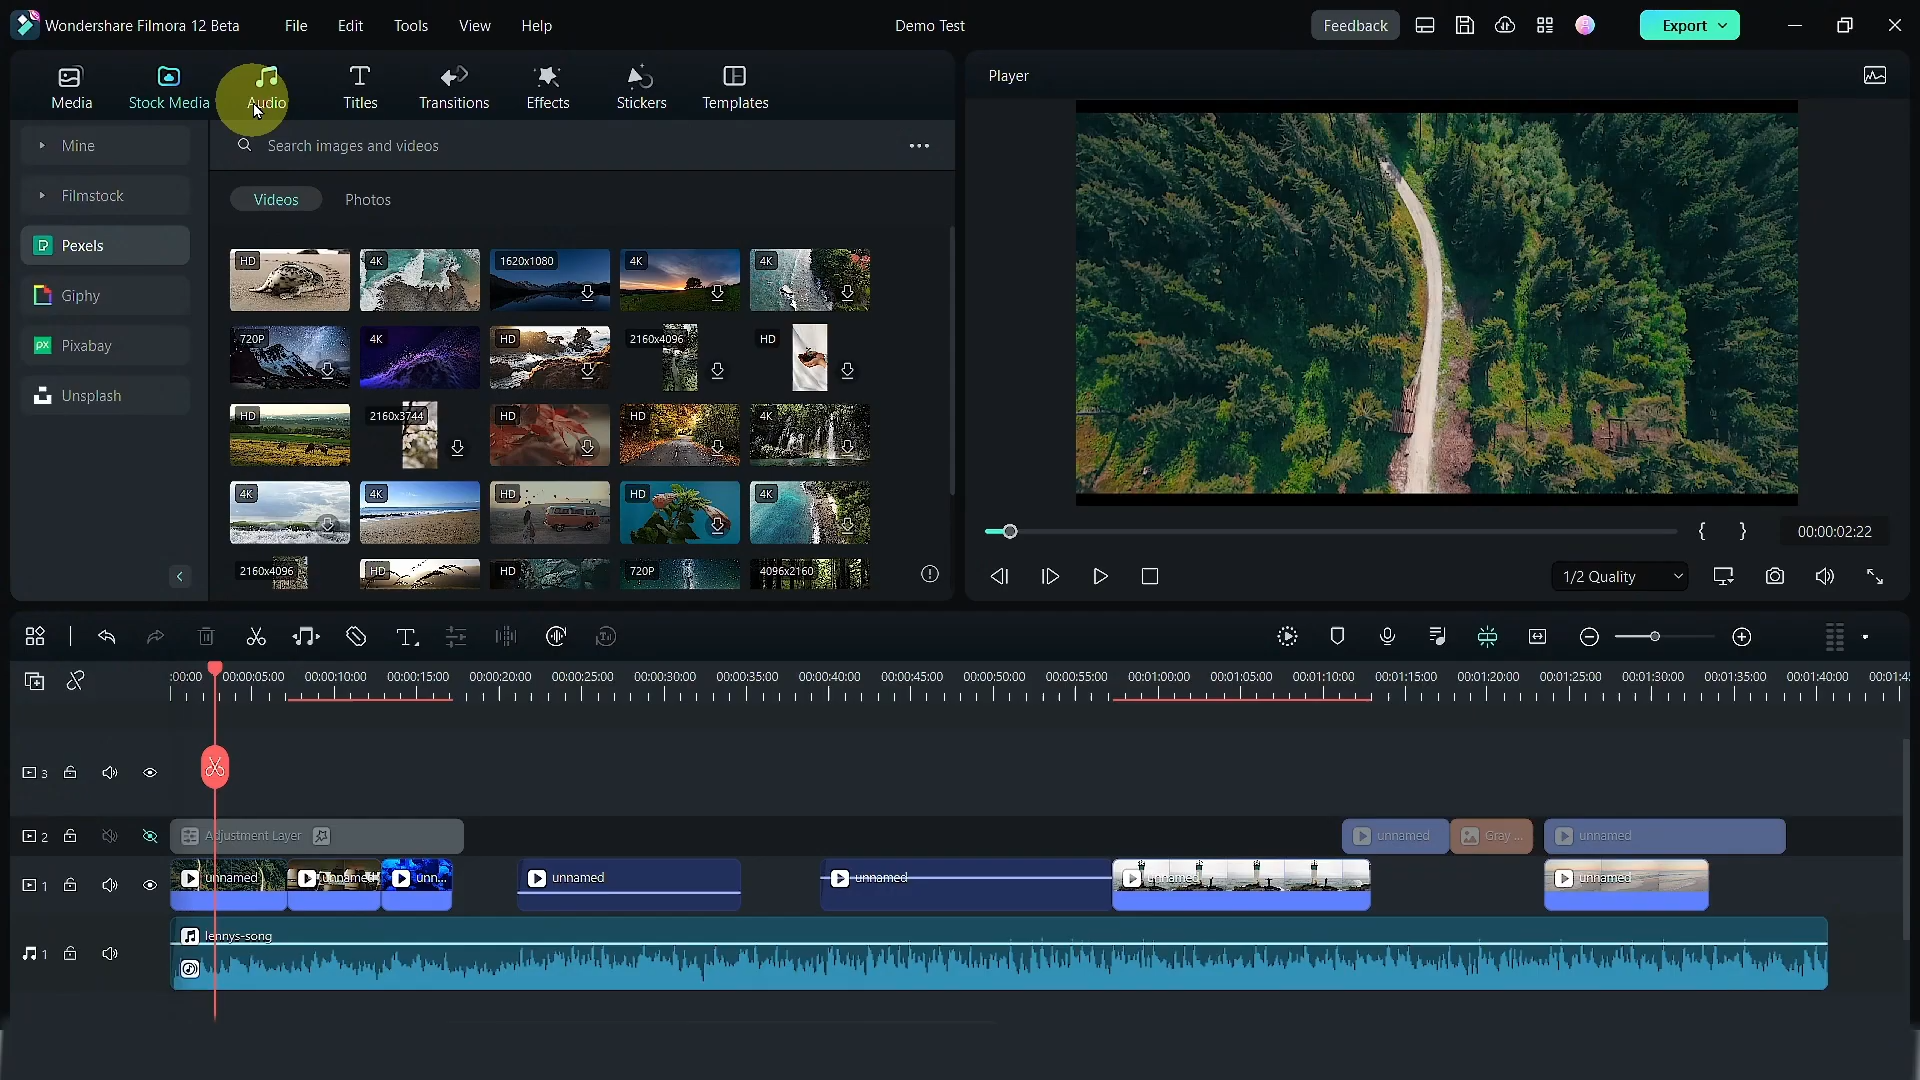 Wondershare Filmora 12 Beta
File
Edit
Tools
View
Help
Demo Test
Feedback
Export
Media
Stock Media
Audio
Titles
Transitions
Effects
Stickers
Templates
Player
Mine
Filmstock
Pexels
Giphy
px Pixabay
Unsplash
Search images and videos
Videos
Photos
HD
4K
1620x1080
4K
4K
720P
4K
HD
2160x4096
HD
HD
2160x3744
HD
HD
4K
4K
4K
HD
HD
4K
2160x4096
HD
HD
720P
4096x2160
{ }
00:00:02:22
1/2 Quality
:00:00
00:00:05:00
00:00:10:00
00:00:15:00
00:00:20:00
00:00:25:00
00:00:30:00
00:00:35:00
00:00:40:00
00:00:45:00
00:00:50:00
00:00:55:00
00:01:00:00
00:01:05:00
00:01:10:00
00:01:15:00
00:01:20:00
00:01:25:00
00:01:30:00
00:01:35:00
00:01:40:00
00:01:4
3
2
Adjustment Layer
unnamed
Gray ...
unnamed
1
unnamed
unnamed
unn...
unnamed
unnamed
unnamed
unnamed
1
lennys-song